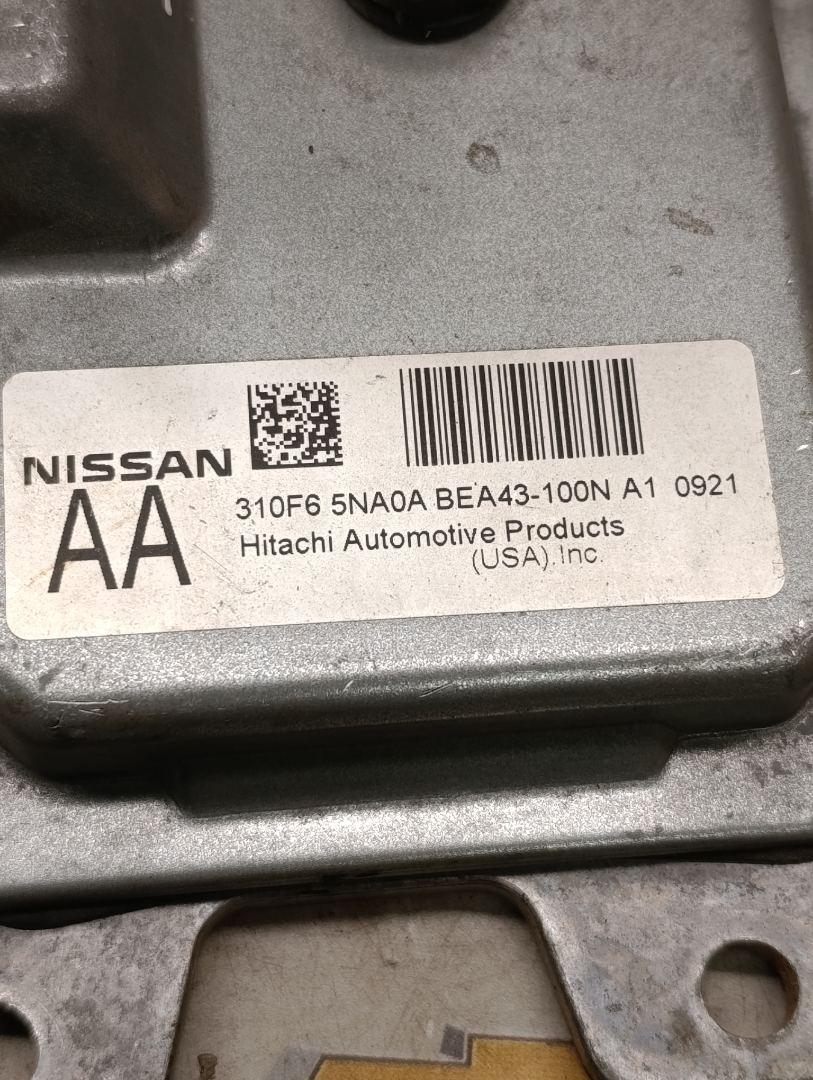 NISSAN
AA
310F6 5NA0A BEA43-100N A1 0921
Hitachi Automotive Products
(USA).Inc.